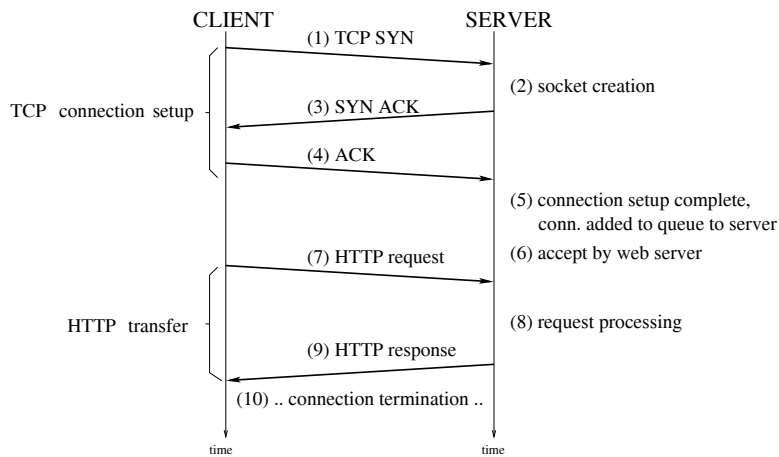 CLIENT SERVER
(1) TCP SYN
(2) socket creation
TCP connection setup
(3) SYN ACK
(4) ACK
(5) connection setup complete,
conn. added to queue to server
(6) accept by web server
(7) HTTP request
HTTP transfer
(8) request processing
(9) HTTP response
(10) .. connection termination ..
time time